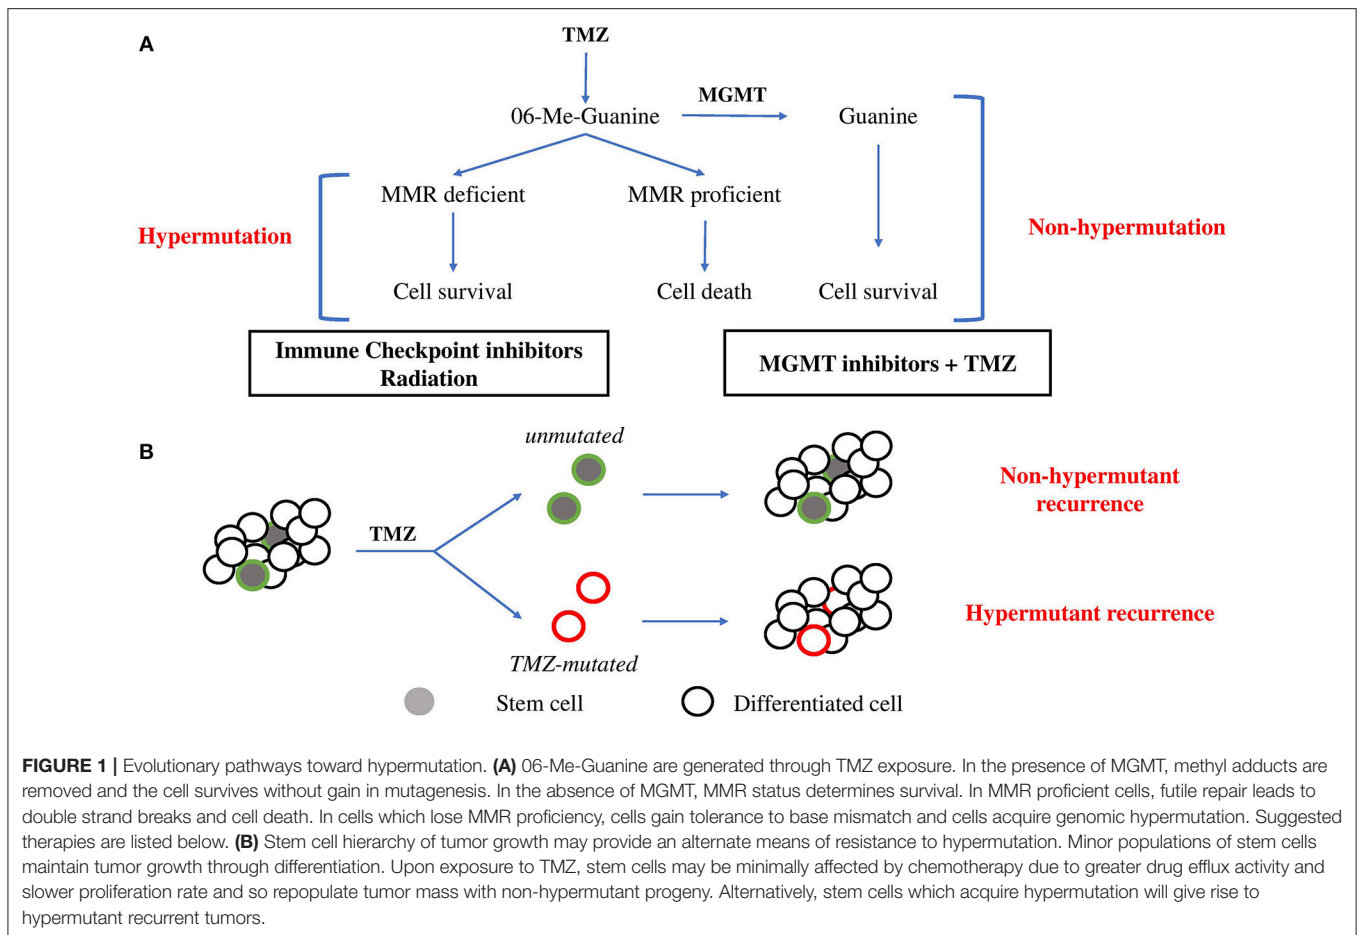 A
TMZ
06-Me-Guanine
MGMT
Guanine
MMR deficient
MMR proficient
Hypermutation
Non-hypermutation
Cell survival
Cell death
Cell survival
Immune Checkpoint inhibitors
Radiation
MGMT inhibitors + TMZ
B
unmutated
TMZ
Non-hypermutant
recurrence
TMZ-mutated
Hypermutant recurrence
Stem cell
Differentiated cell
FIGURE 1 | Evolutionary pathways toward hypermutation. (A) 06-Me-Guanine are generated through TMZ exposure. In the presence of MGMT, methyl adducts are
removed and the cell survives without gain in mutagenesis. In the absence of MGMT, MMR status determines survival. In MMR proficient cells, futile repair leads to
double strand breaks and cell death. In cells which lose MMR proficiency, cells gain tolerance to base mismatch and cells acquire genomic hypermutation. Suggested
therapies are listed below. (B) Stem cell hierarchy of tumor growth may provide an alternate means of resistance to hypermutation. Minor populations of stem cells
maintain tumor growth through differentiation. Upon exposure to TMZ, stem cells may be minimally affected by chemotherapy due to greater drug efflux activity and
slower proliferation rate and so repopulate tumor mass with non-hypermutant progeny. Alternatively, stem cells which acquire hypermutation will give rise to
hypermutant recurrent tumors.